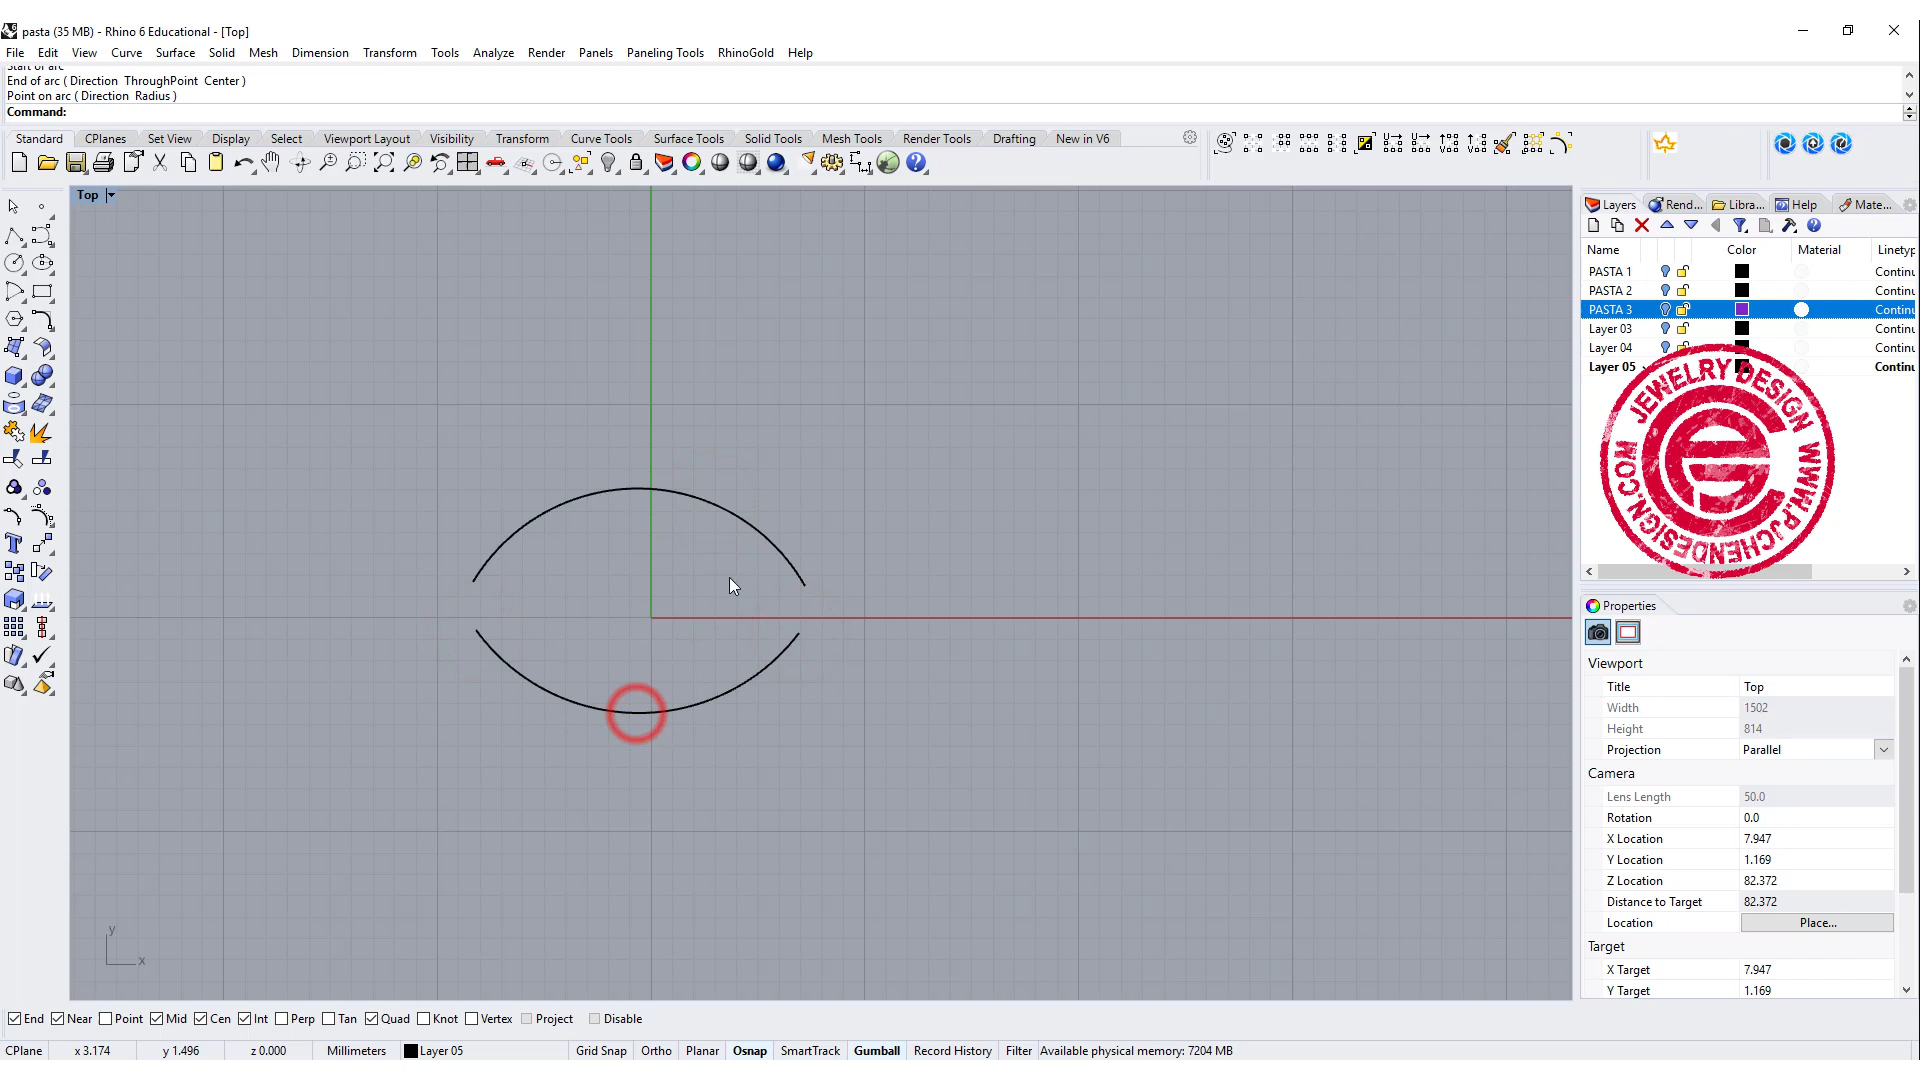 pasta (35 MB) - Rhino 6 Educational - [Top]
File Edit View Curve Surface Solid Mesh Dimension Transform Tools Analyze Render Panels Paneling Tools RhinoGold Help
Start of arc
End of arc ( Direction ThroughPoint Center )
Point on arc ( Direction Radius )
Command:
Standard CPlanes Set View Display Select Viewport Layout Visibility Transform Curve Tools Surface Tools Solid Tools Mesh Tools Render Tools Drafting New in V6
Top
Layers Rend... Libra... Help Mate...
Name Color Material Linetyp
PASTA 1 Continu
PASTA 2 Continu
PASTA 3 Continu
Layer 03 Continu
Layer 04 Continu
Layer 05 Continu
JEWELRY DESIGN WWW.PJCHENDESIGN.COM
Properties
Viewport
Title Top
Width 1502
Height 814
Projection Parallel
Camera
Lens Length 50.0
Rotation 0.0
X Location 7.947
Y Location 1.169
Z Location 82.372
Distance to Target 82.372
Location Place...
Target
X Target 7.947
Y Target 1.169
y
x
End Near Point Mid Cen Int Perp Tan Quad Knot Vertex Project Disable
CPlane x 3.174 y 1.496 z 0.000 Millimeters Layer 05 Grid Snap Ortho Planar Osnap SmartTrack Gumball Record History Filter Available physical memory: 7204 MB